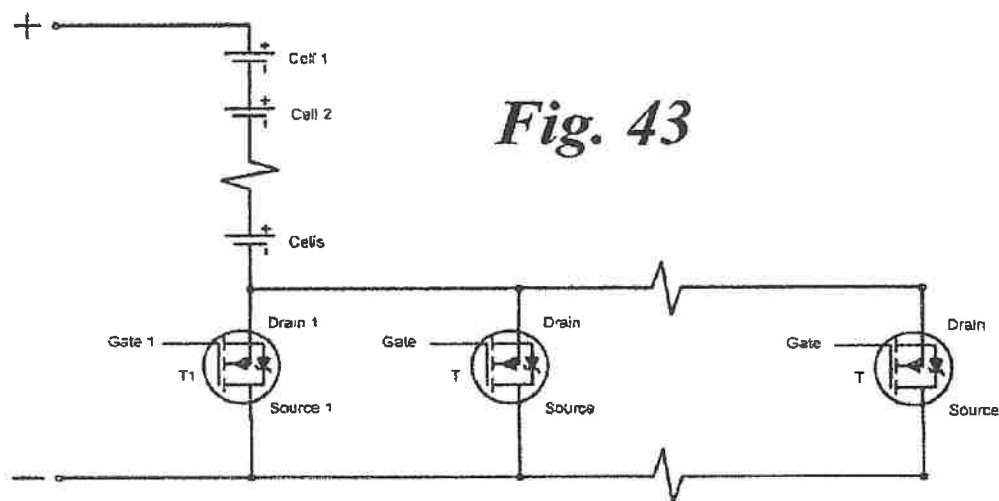 +
+
Cell 1
+
Cell 2
Fig. 43
+
Cells
Drain 1
Drain
Drain
Gate 1
Gate
Gate
T1
T
T
Source 1
Source
Source
—